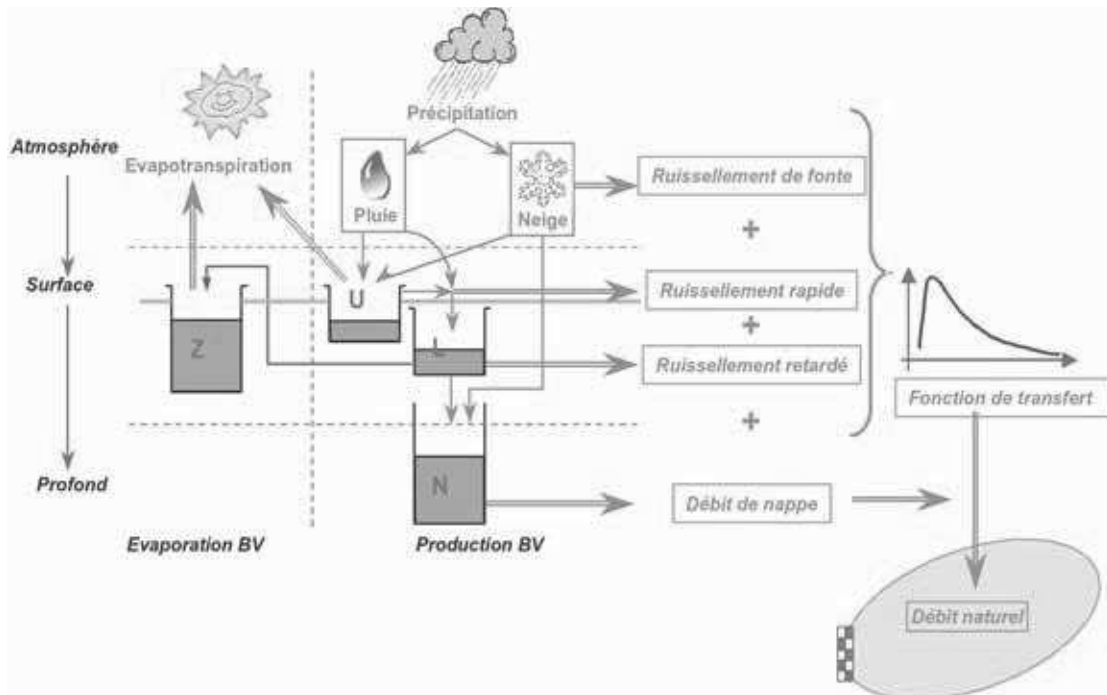 Précipitation
Atmosphère
Evapotranspiration
Pluie
Neige
Ruissellement de fonte
+
Surface
U
Ruissellement rapide
+
Z
L
Ruissellement retardé
Fonction de transfert
+
Profond
N
Débit de nappe
Evaporation BV
Production BV
Débit naturel